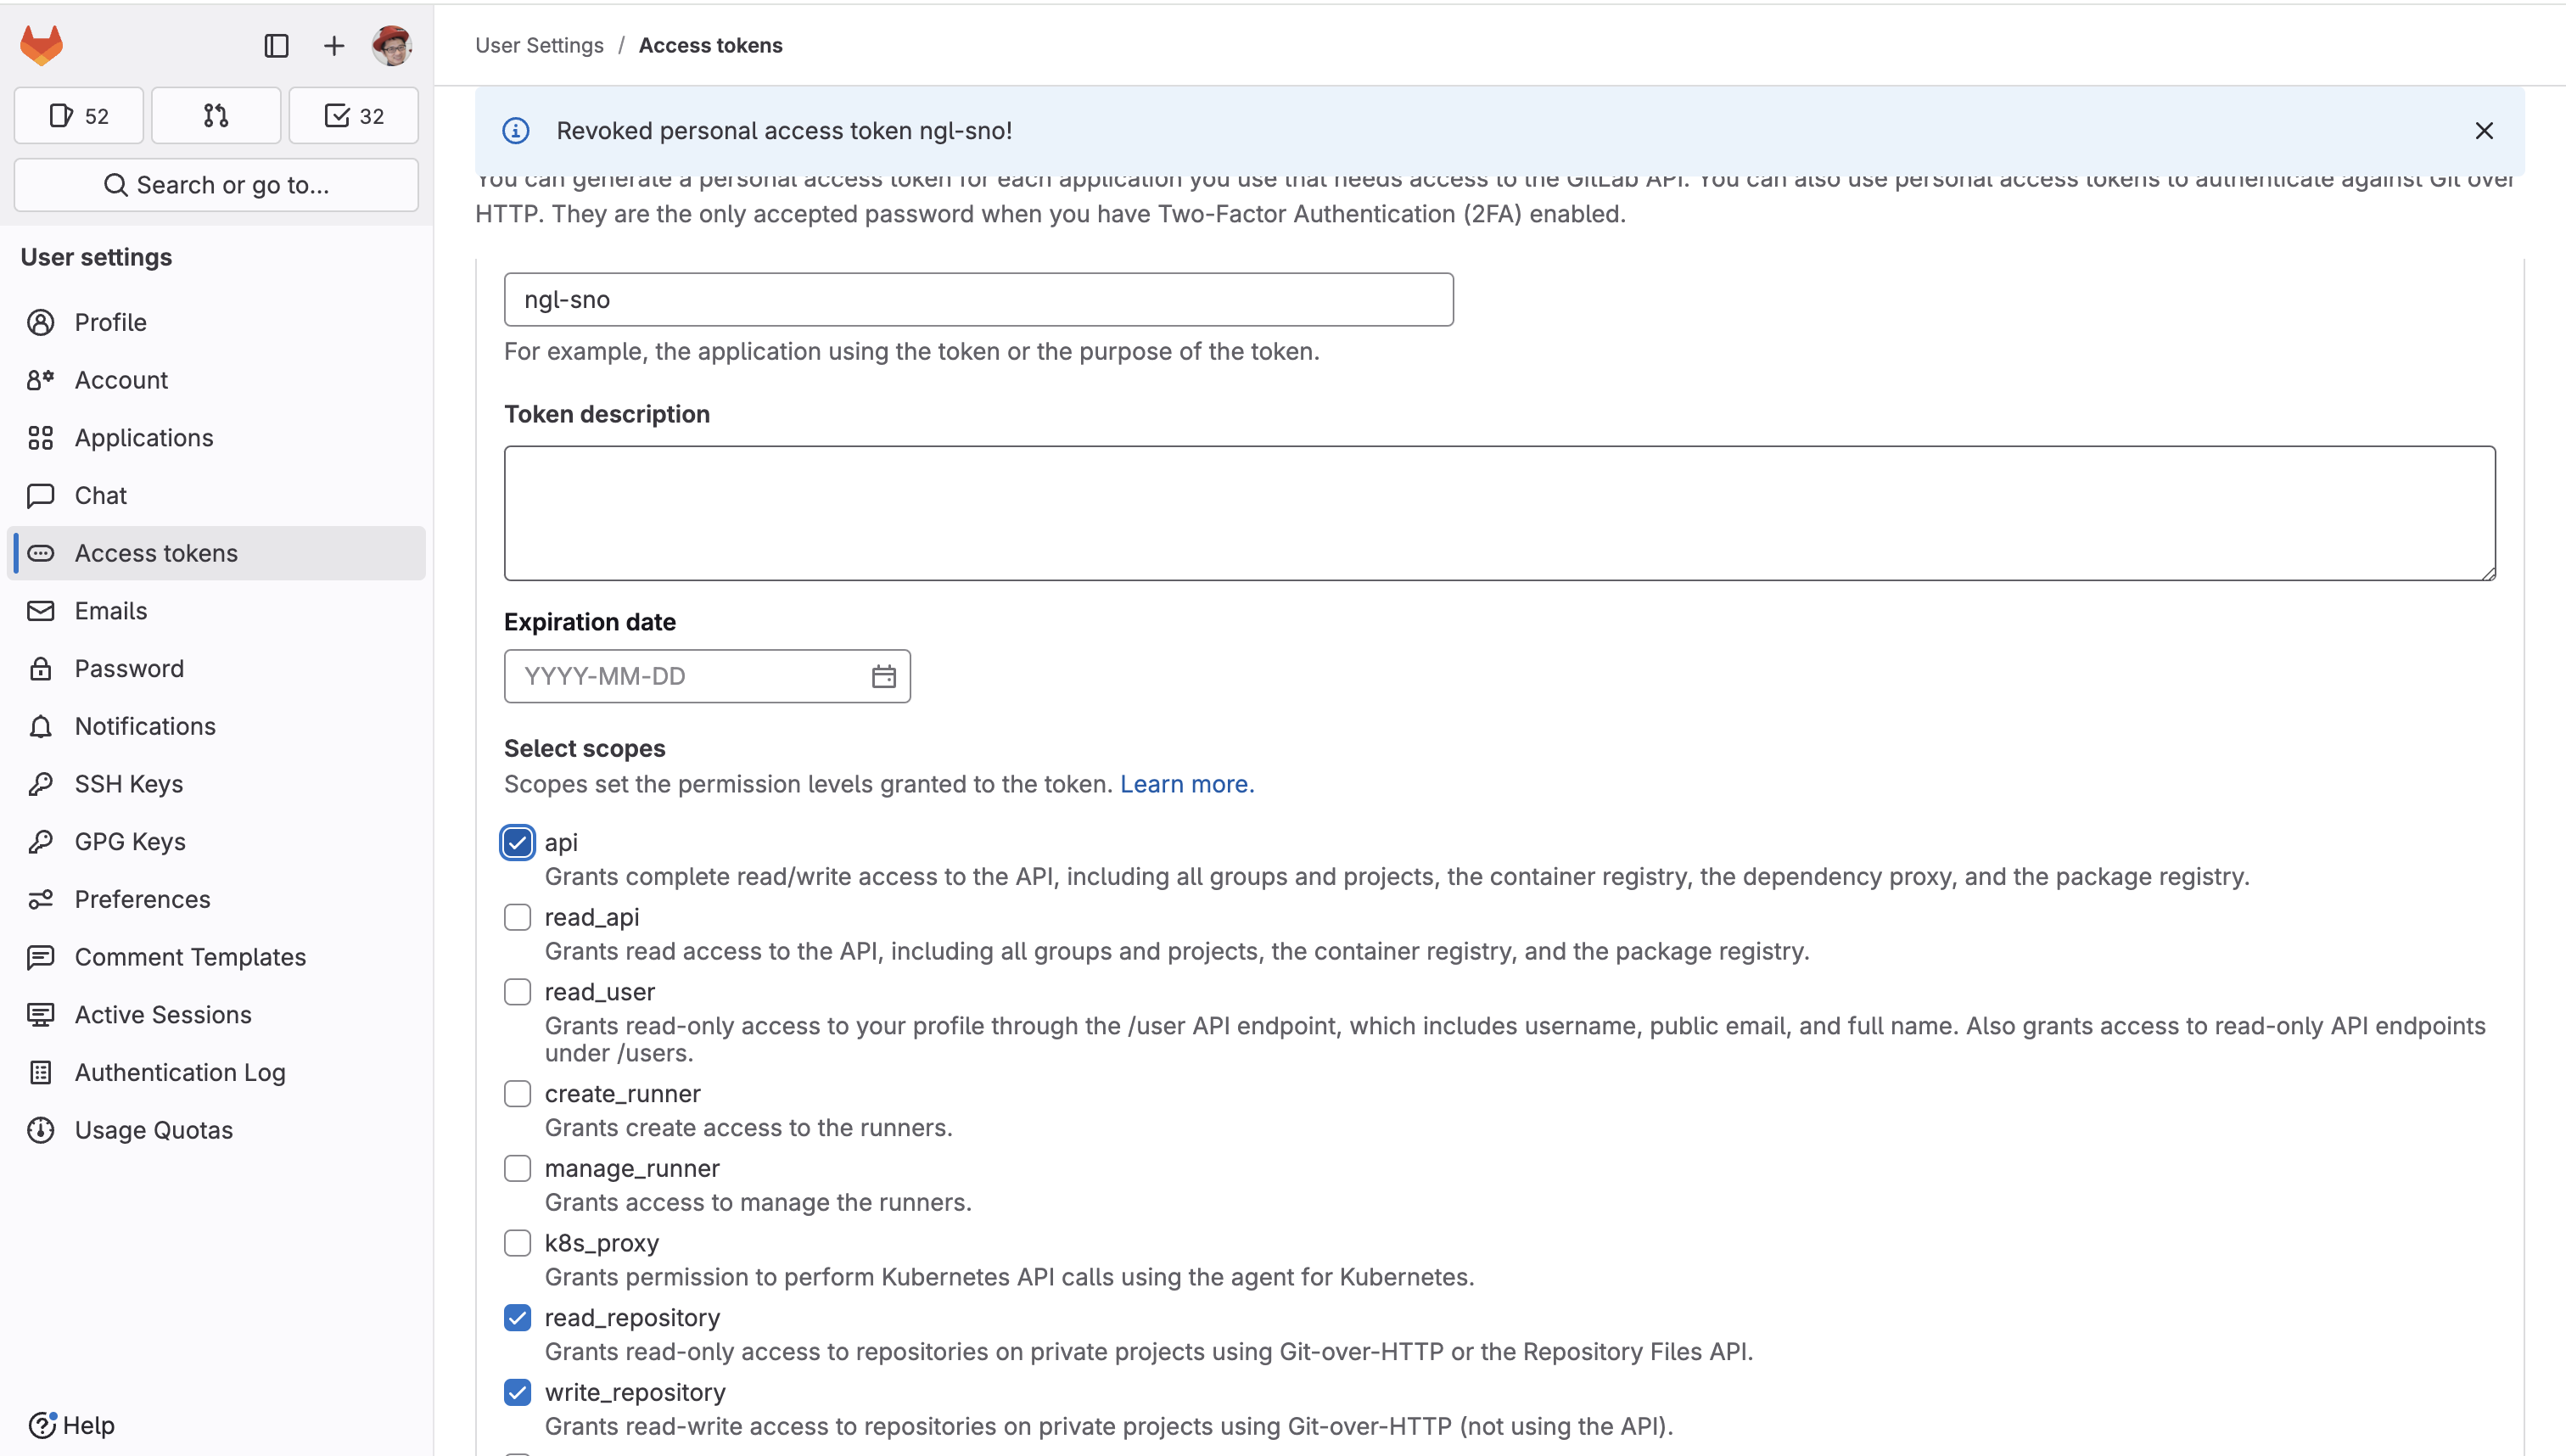 User Settings / Access tokens
52
32
Search or go to...
Revoked personal access token ngl-sno!
You can generate a personal access token for each application you use that needs access to the GitLab API. You can also use personal access tokens to authenticate against Git over
HTTP. They are the only accepted password when you have Two-Factor Authentication (2FA) enabled.
User settings
Profile
Account
Applications
Chat
Access tokens
Emails
Password
Notifications
SSH Keys
GPG Keys
Preferences
Comment Templates
Active Sessions
Authentication Log
Usage Quotas
Help
ngl-sno
For example, the application using the token or the purpose of the token.
Token description
Expiration date
YYYY-MM-DD
Select scopes
Scopes set the permission levels granted to the token. Learn more.
api
Grants complete read/write access to the API, including all groups and projects, the container registry, the dependency proxy, and the package registry.
read_api
Grants read access to the API, including all groups and projects, the container registry, and the package registry.
read_user
Grants read-only access to your profile through the /user API endpoint, which includes username, public email, and full name. Also grants access to read-only API endpoints
under /users.
create_runner
Grants create access to the runners.
manage_runner
Grants access to manage the runners.
k8s_proxy
Grants permission to perform Kubernetes API calls using the agent for Kubernetes.
read_repository
Grants read-only access to repositories on private projects using Git-over-HTTP or the Repository Files API.
write_repository
Grants read-write access to repositories on private projects using Git-over-HTTP (not using the API).